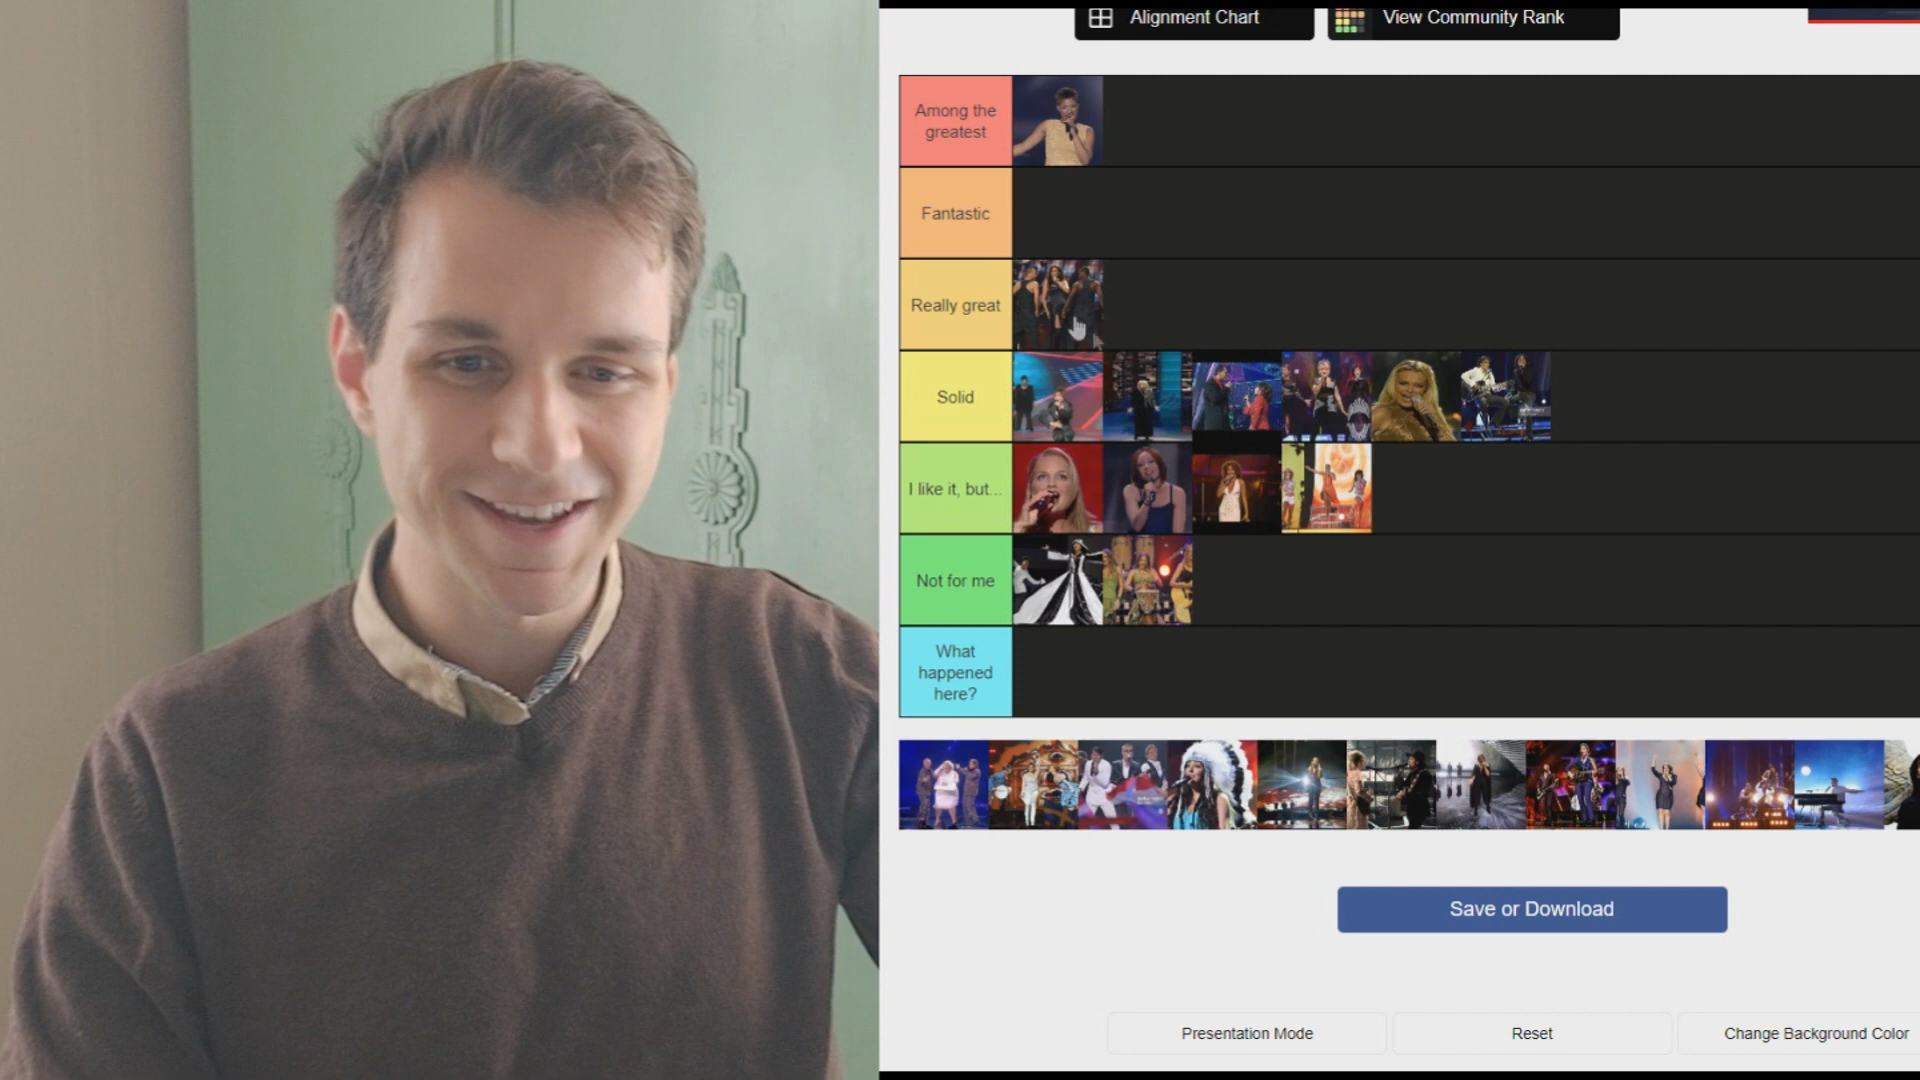 Alignment Chart
View Community Rank
Among the
greatest
Fantastic
Really great
Solid
I like it, but...
Not for me
What
happened
here?
Save or Download
Presentation Mode
Reset
Change Background Color